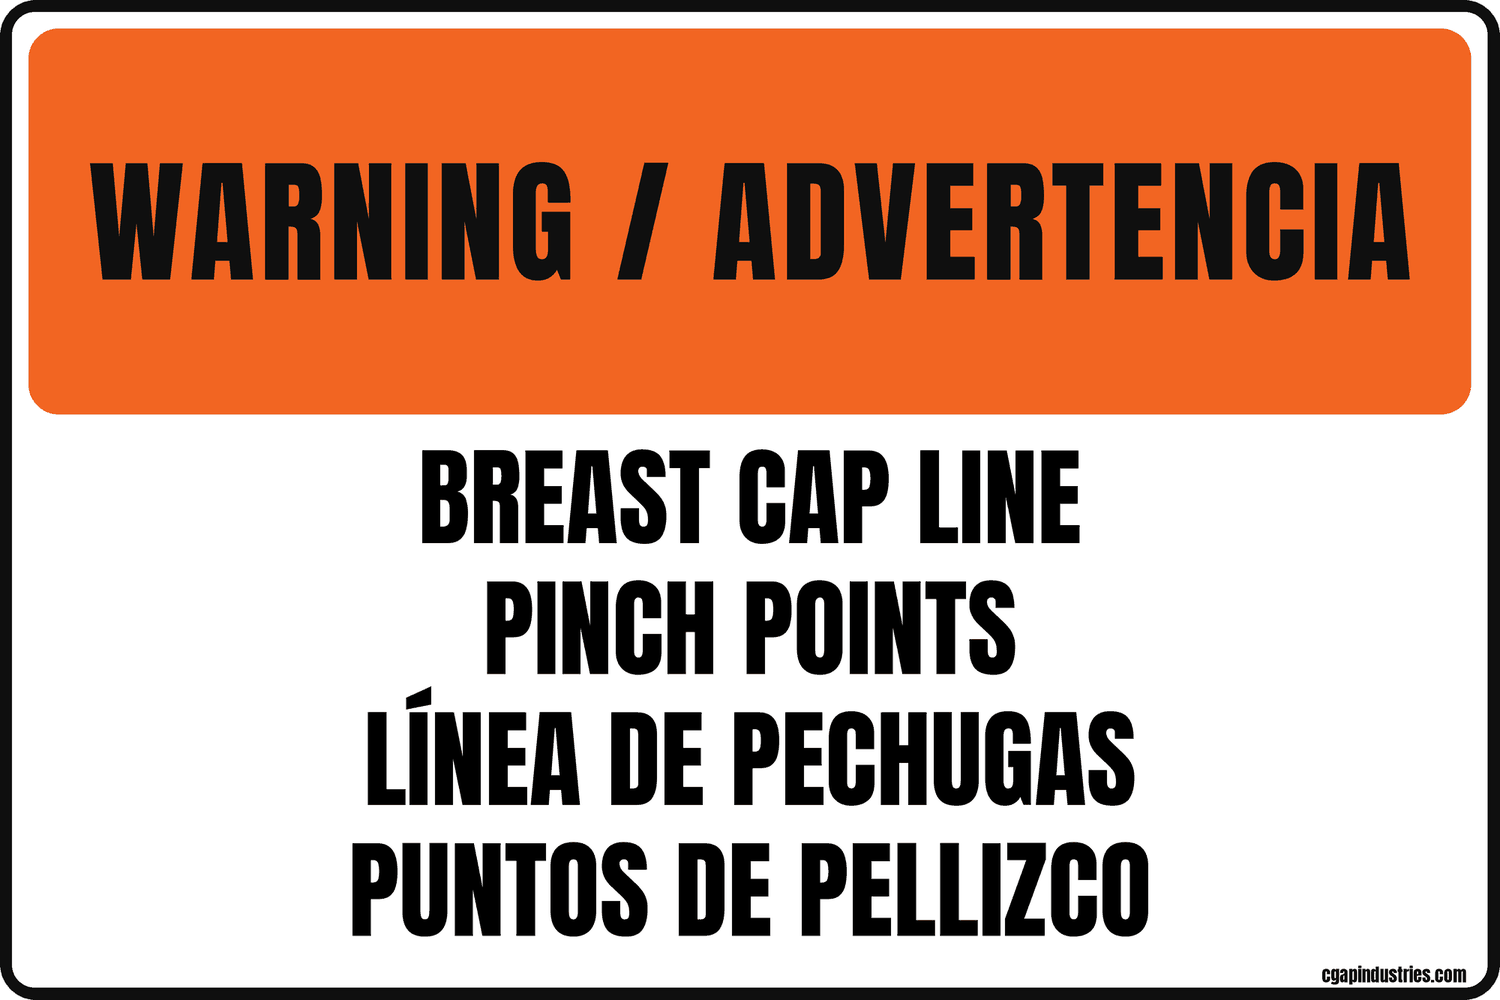 WARNING / ADVERTENCIA
BREAST CAP LINE
PINCH POINTS
LÍNEA DE PECHUGAS
PUNTOS DE PELLIZCO
cgapindustries.com